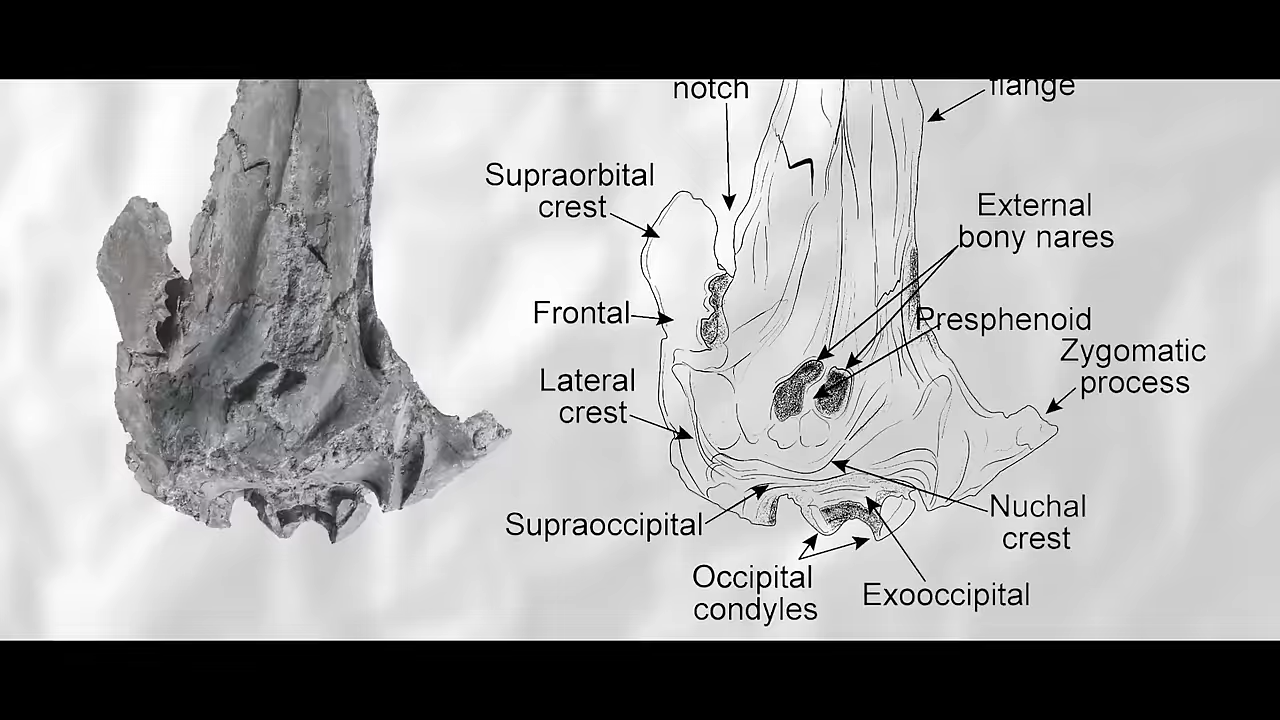 notch
flange
Supraorbital
crest
External
bony nares
Frontal
Presphenoid
Zygomatic
process
Lateral
crest
Supraoccipital
Nuchal
crest
Occipital
condyles
Exooccipital